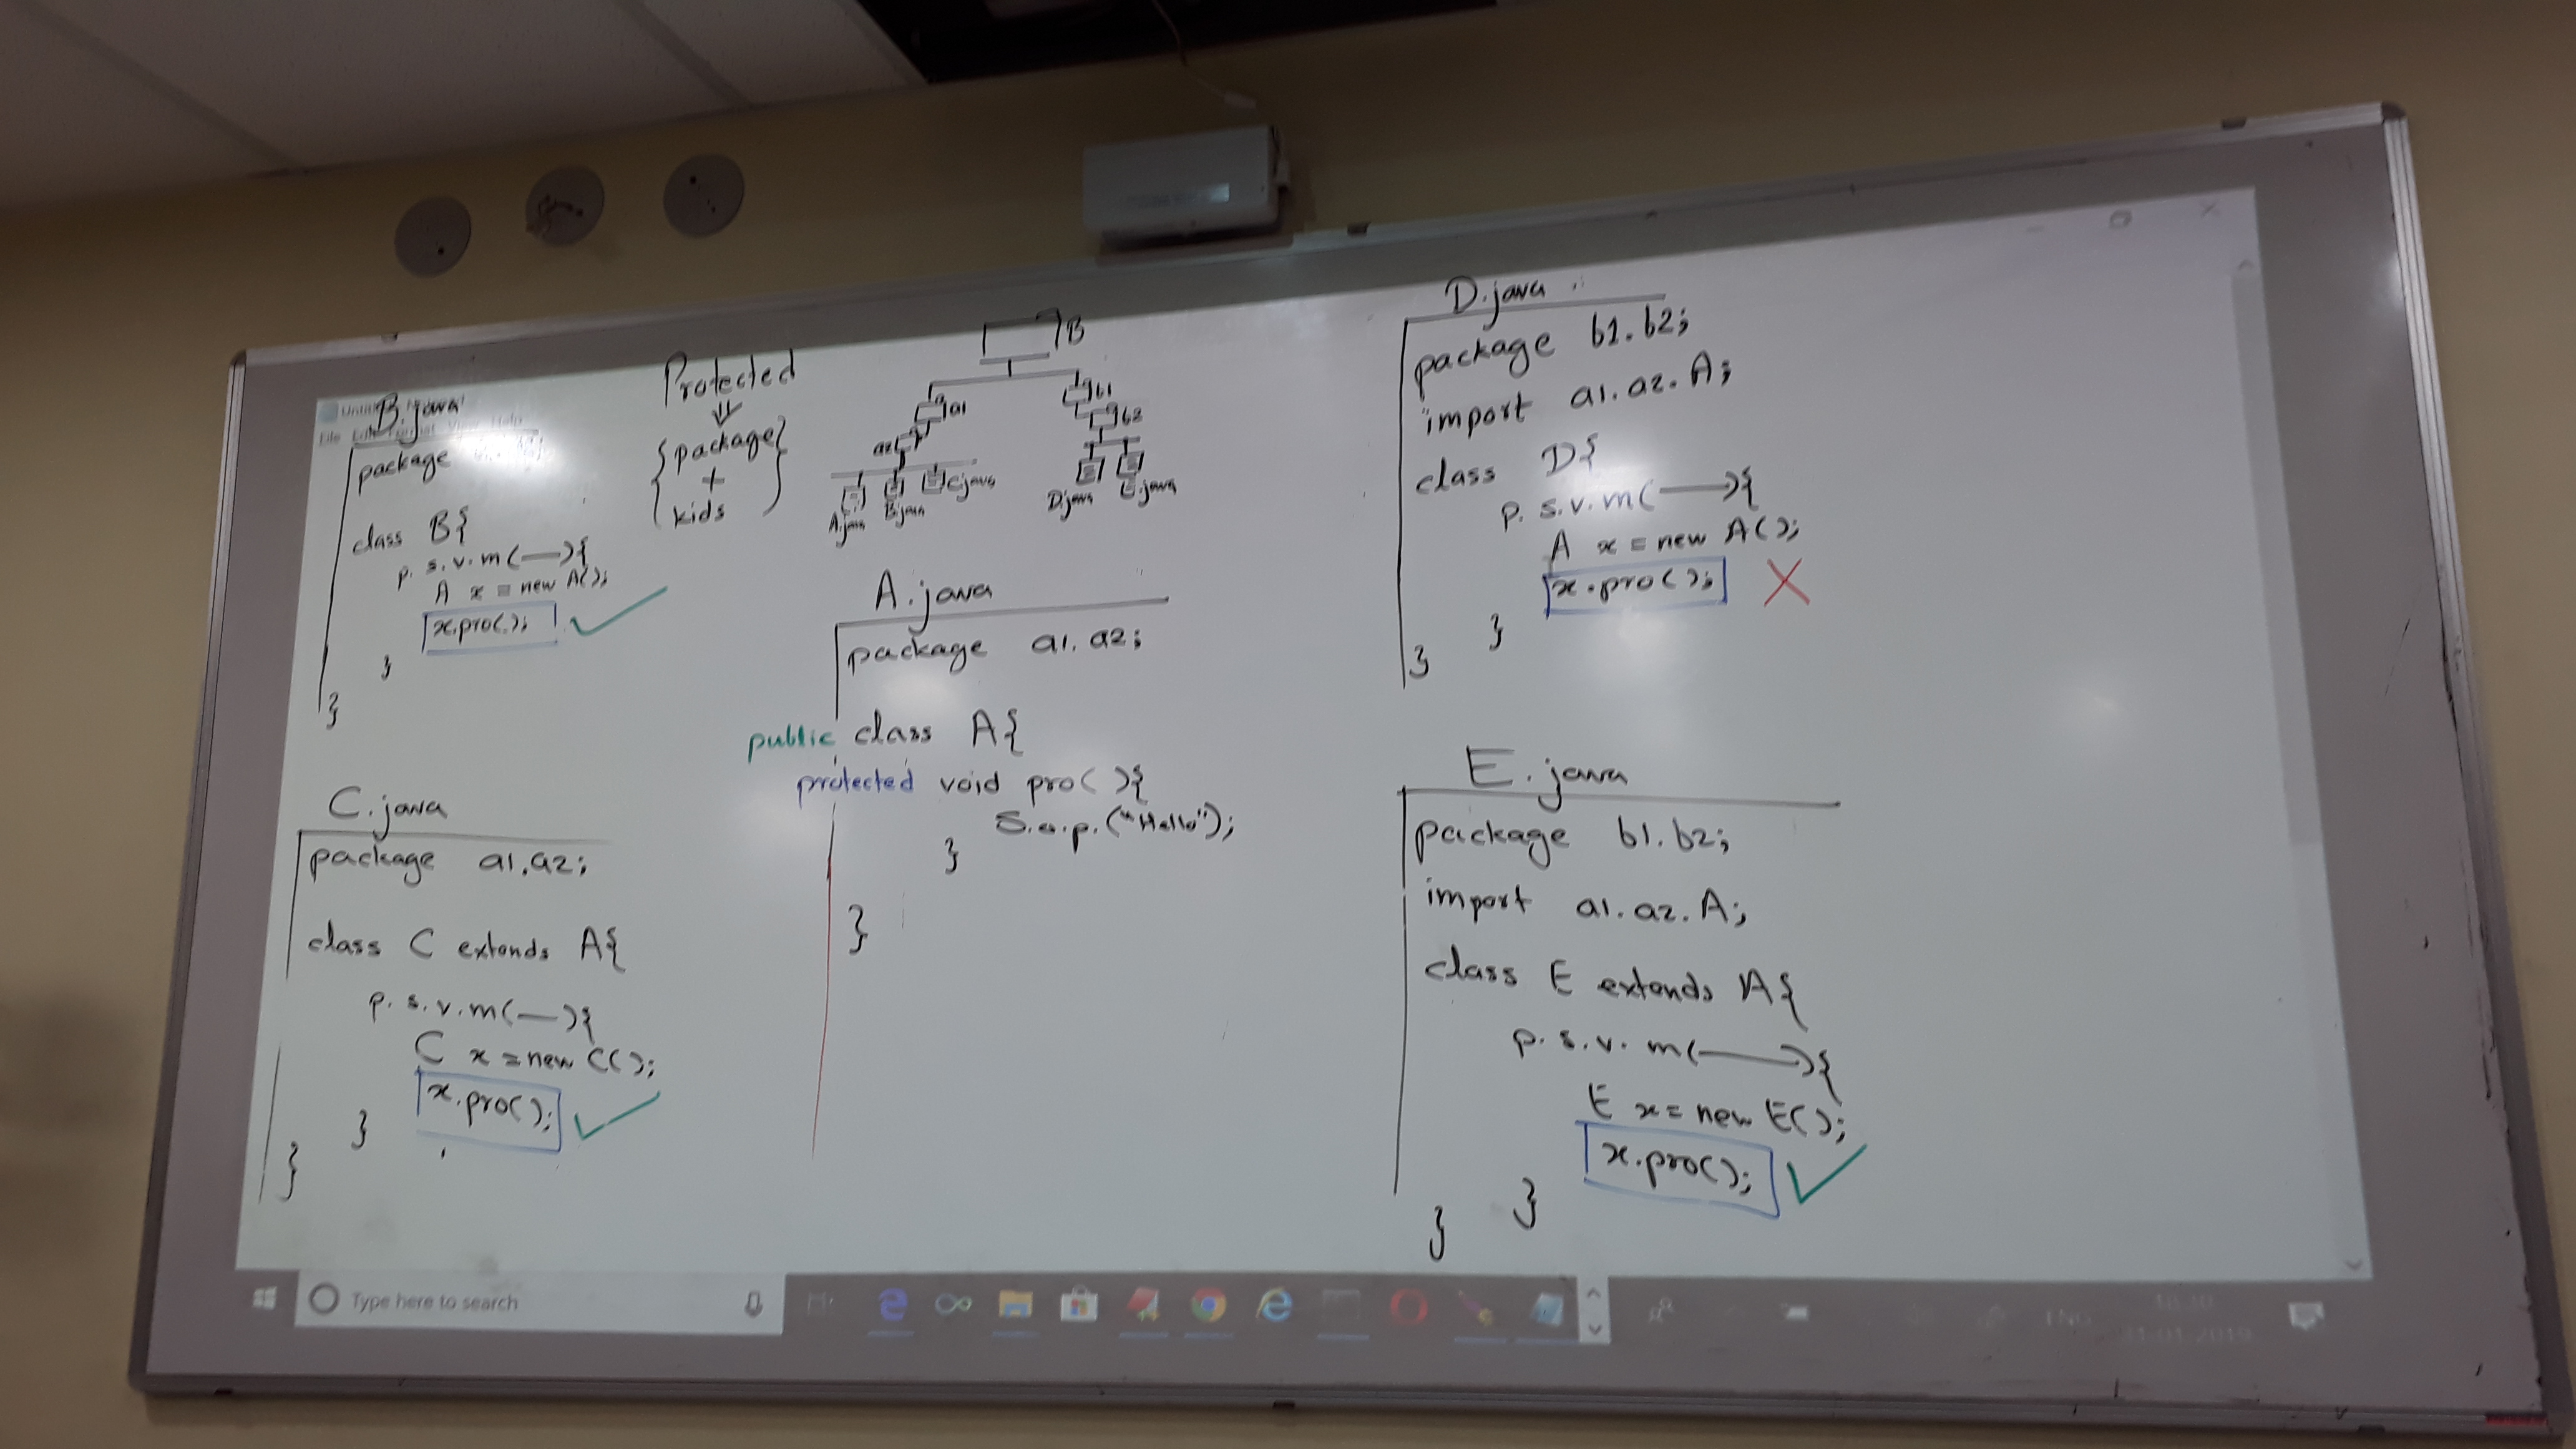 B.java
package
class B{
p. s.v.m(—){
A x = new A();
x.pro();
}
}
Protected
⇓
{package}
+
kids
B
a1
b1
a2
b2
A.java
B.java
C.java
D.java
E.java
A.java
package a1.a2;
public class A{
protected void pro( ){
S.o.p.("Hello");
}
}
C.java
package a1.a2;
class C extends A{
p. s.v.m(—){
C x = new C();
x.pro();
}
}
D.java
package b1.b2;
import a1.a2.A;
class D{
p. s.v.m(—){
A x = new A();
x.pro();
X
}
}
E.java
package b1.b2;
import a1.a2.A;
class E extends A{
p. s.v. m(—){
E x = new E();
x.pro();
}
}
Type here to search
ENG